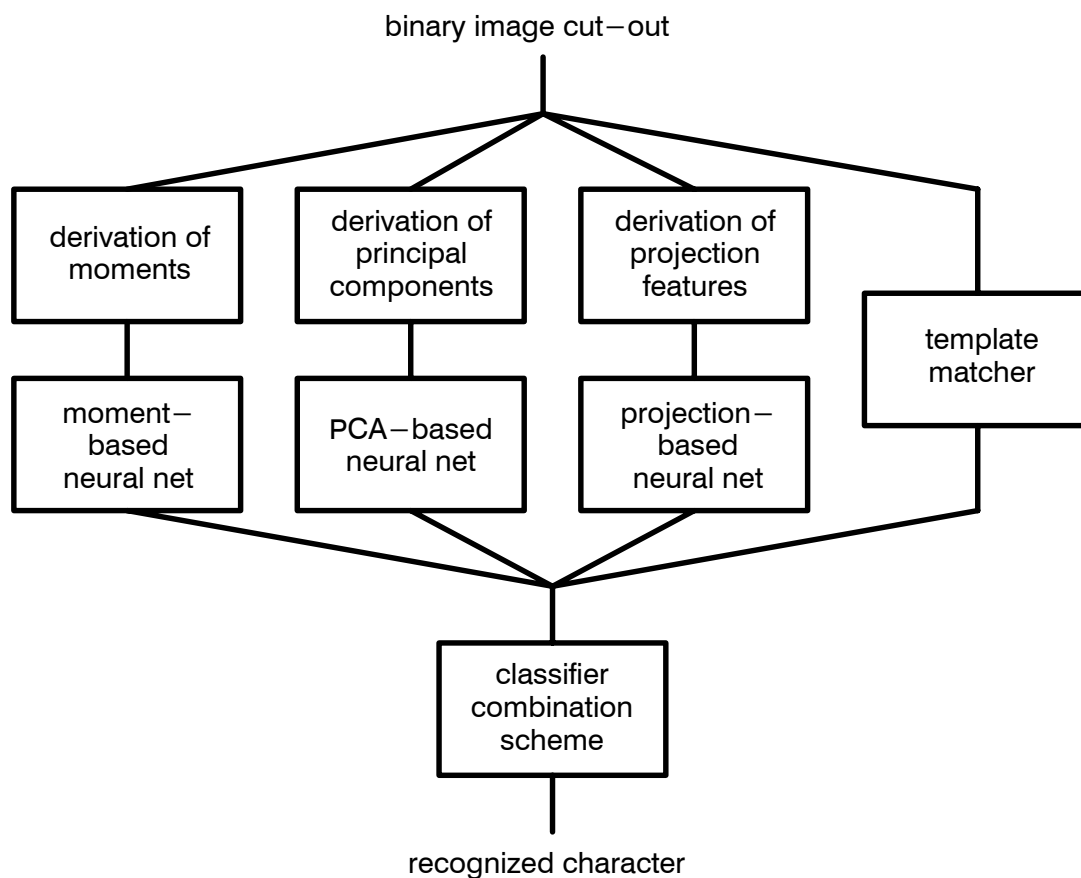 binary image cut−out
derivation of
moments
derivation of
principal
components
derivation of
projection
features
template
matcher
moment−
based
neural net
PCA−based
neural net
projection−
based
neural net
classifier
combination
scheme
recognized character